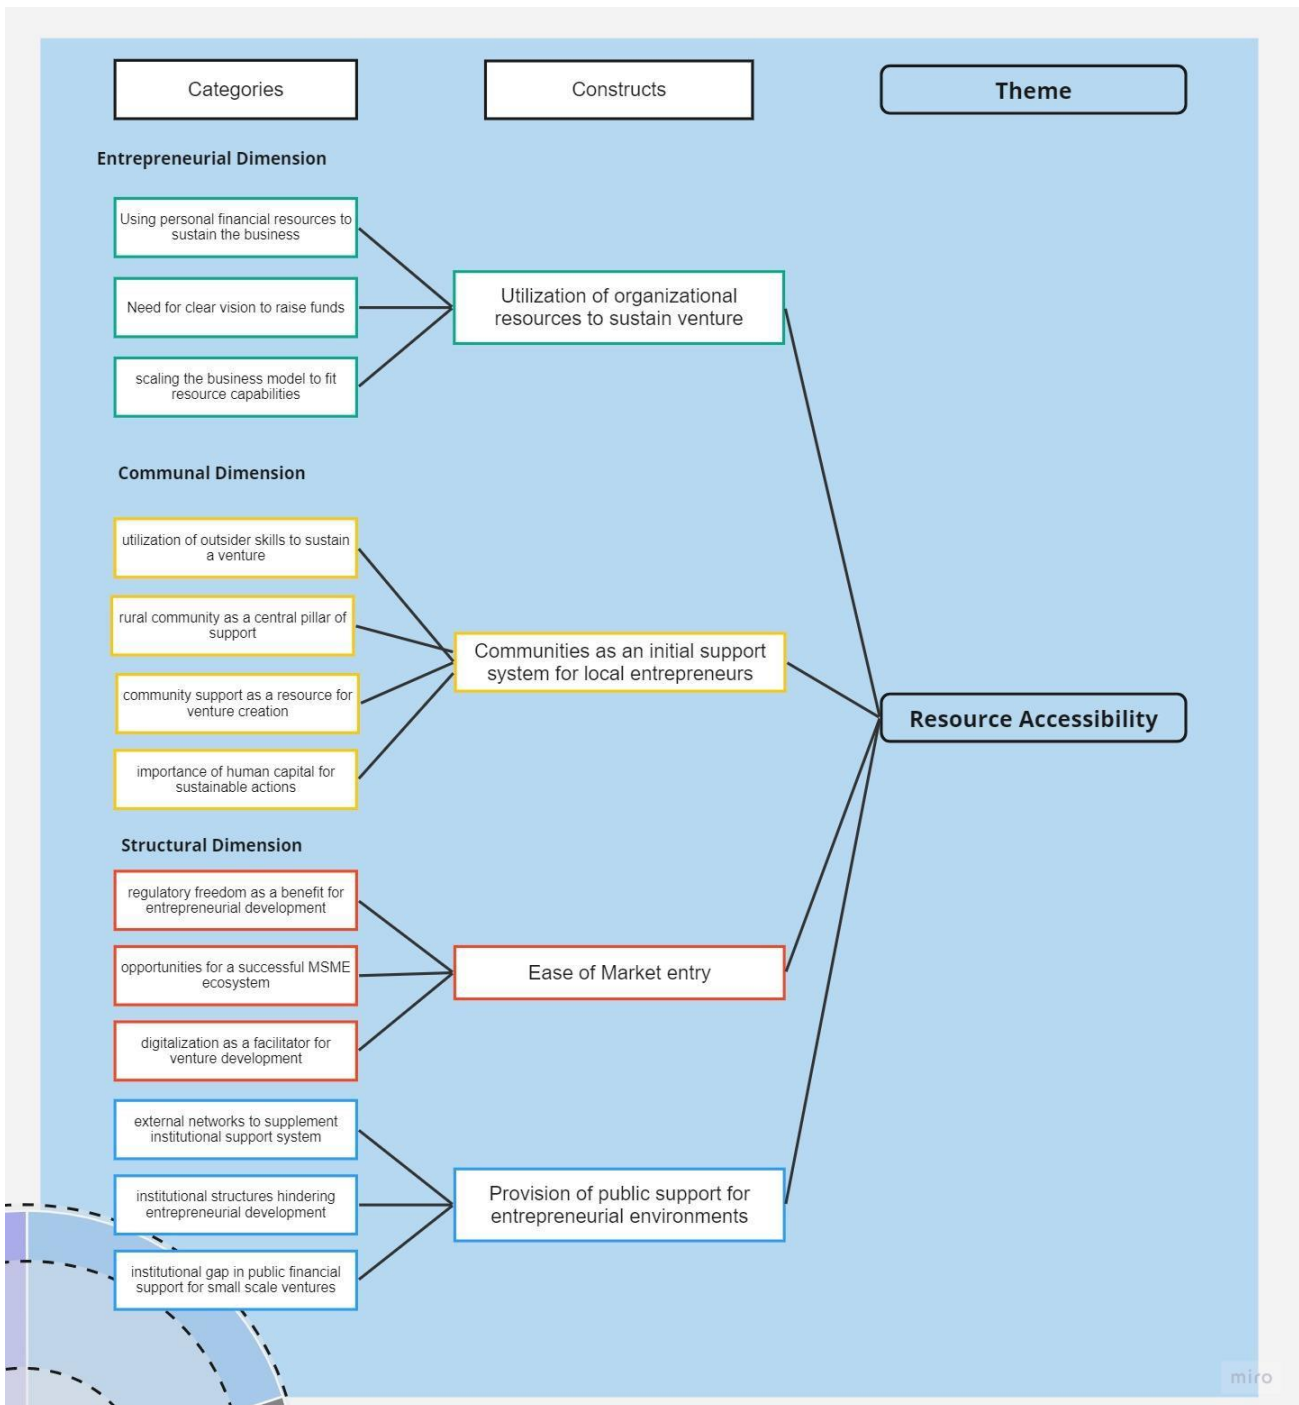 Categories
Constructs
Theme
Entrepreneurial Dimension
Using personal financial resources to
sustain the business
Need for clear vision to raise funds
scaling the business model to fit
resource capabilities
Utilization of organizational
resources to sustain venture
Communal Dimension
utilization of outsider skills to sustain
a venture
rural community as a central pillar of
support
community support as a resource for
venture creation
importance of human capital for
sustainable actions
Communities as an initial support
system for local entrepreneurs
Resource Accessibility
Structural Dimension
regulatory freedom as a benefit for
entrepreneurial development
opportunities for a successful MSME
ecosystem
digitalization as a facilitator for
venture development
Ease of Market entry
external networks to supplement
institutional support system
institutional structures hindering
entrepreneurial development
institutional gap in public financial
support for small scale ventures
Provision of public support for
entrepreneurial environments
miro